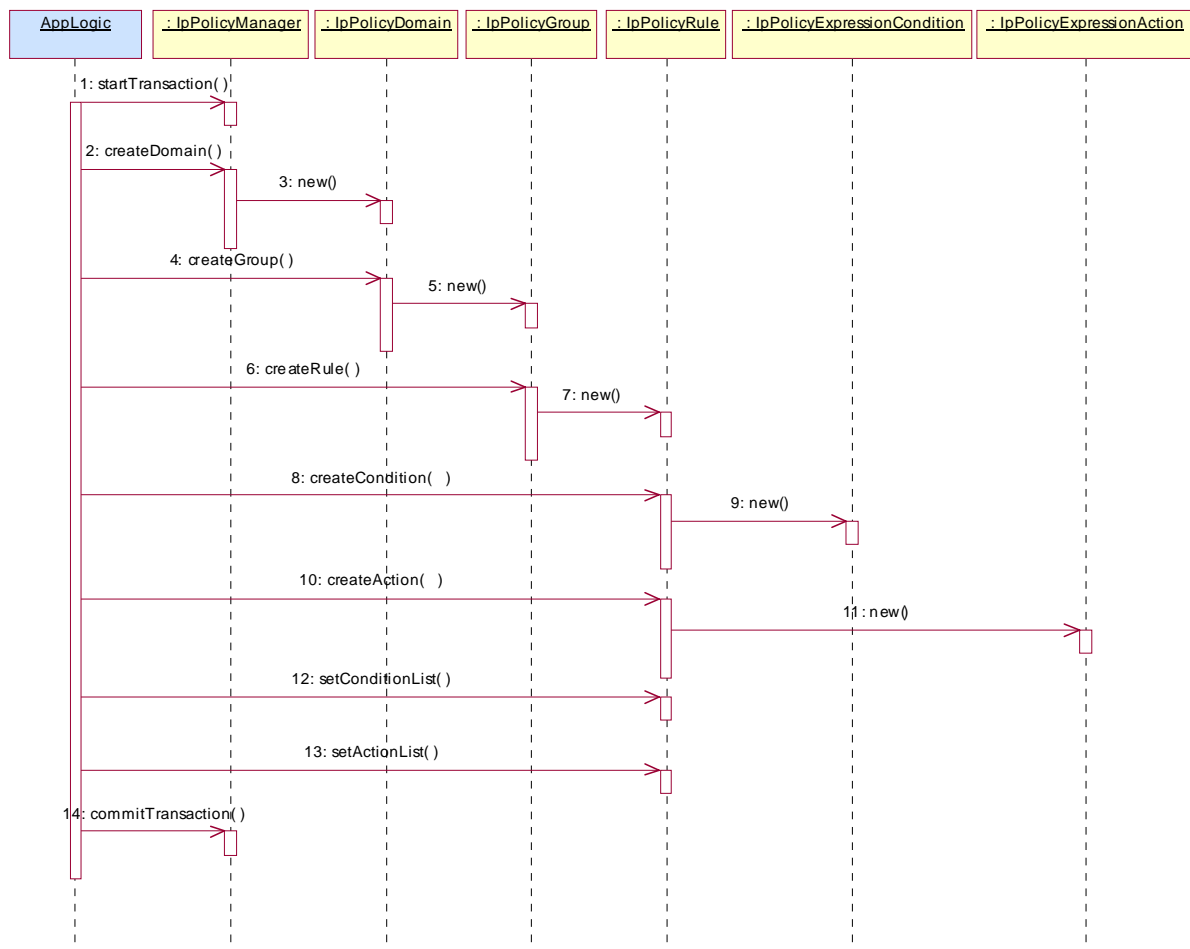 AppLogic
: IpPolicyManager
: IpPolicyDomain
: IpPolicyGroup
: IpPolicyRule
: IpPolicyExpressionCondition
: IpPolicyExpressionAction
1: startTransaction( )
2: createDomain( )
3: new()
4: createGroup( )
5: new()
6: createRule( )
7: new()
8: createCondition( )
9: new()
10: createAction( )
11: new()
12: setConditionList( )
13: setActionList( )
14: commitTransaction( )